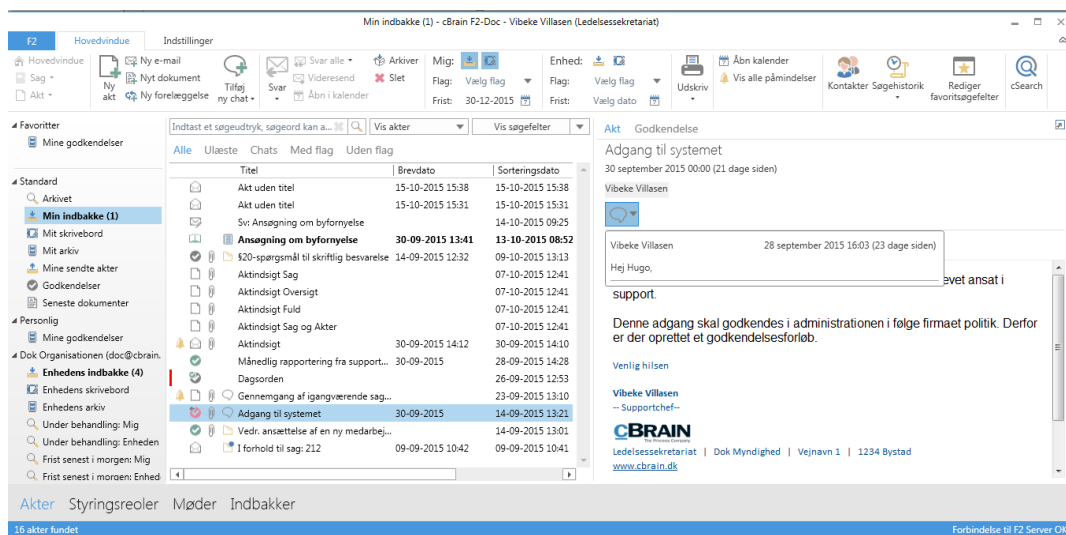 Min indbakke (1) - cBrain F2-Doc - Vibeke Villasen (Ledelsessekretariat)
F2 Hovedvindue Indstillinger
Hovedvindue
Sag
Akt
Ny akt
Ny e-mail
Nyt dokument
Ny forelæggelse
Tilføj ny chat
Svar
Svar alle
Videresend
Åbn i kalender
Arkiver
Slet
Mig:
Flag: Vælg flag
Frist: 30-12-2015
Enhed:
Flag: Vælg flag
Frist: Vælg dato
Udskriv
Åbn kalender
Vis alle påmindelser
Kontakter
Søgehistorik
Rediger favoritsøgefelter
cSearch
Favoritter
Mine godkendelser
Standard
Arkivet
Min indbakke (1)
Mit skrivebord
Mit arkiv
Mine sendte akter
Godkendelser
Seneste dokumenter
Personlig
Mine godkendelser
Dok Organisationen (doc@cbrain.
Enhedens indbakke (4)
Enhedens skrivebord
Enhedens arkiv
Under behandling: Mig
Under behandling: Enheden
Frist senest i morgen: Mig
Frist senest i morgen: Enhed
Indtast et søgeudtryk, søgeord kan a... Vis akter Vis søgefelter
Alle Ulæste Chats Med flag Uden flag
Titel Brevdato Sorteringsdato
Akt uden titel 15-10-2015 15:38 15-10-2015 15:38
Akt uden titel 15-10-2015 15:31 15-10-2015 15:31
Sv: Ansøgning om byfornyelse 14-10-2015 09:25
Ansøgning om byfornyelse 30-09-2015 13:41 13-10-2015 08:52
§20-spørgsmål til skriftlig besvarelse 14-09-2015 12:32 09-10-2015 13:13
Aktindsigt Sag 07-10-2015 12:41
Aktindsigt Oversigt 07-10-2015 12:41
Aktindsigt Fuld 07-10-2015 12:41
Aktindsigt Sag og Akter 07-10-2015 12:41
Aktindsigt 30-09-2015 14:12 30-09-2015 14:10
Månedlig rapportering fra support... 30-09-2015 28-09-2015 14:28
Dagsorden 26-09-2015 12:53
Gennemgang af igangværende sag... 23-09-2015 13:10
Adgang til systemet 30-09-2015 14-09-2015 13:21
Vedr. ansættelse af en ny medarbej... 14-09-2015 13:01
I forhold til sag: 212 09-09-2015 10:42 09-09-2015 10:41
Akt Godkendelse
Adgang til systemet
30 september 2015 00:00 (21 dage siden)
Vibeke Villasen
Vibeke Villasen 28 september 2015 16:03 (23 dage siden)
Hej Hugo,
evet ansat i
support.
Denne adgang skal godkendes i administrationen i følge firmaet politik. Derfor
er der oprettet et godkendelsesforløb.
Venlig hilsen
Vibeke Villasen
-- Supportchef--
CBRAIN
The Process Company
Ledelsessekretariat | Dok Myndighed | Vejnavn 1 | 1234 Bystad
www.cbrain.dk
Akter Styringsreoler Møder Indbakker
16 akter fundet Forbindelse til F2 Server OK